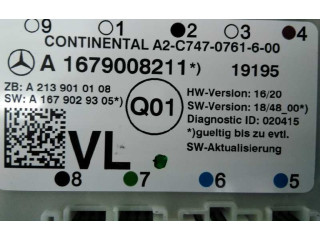 9 1 2 3 4
CONTINENTAL A2-C747-0761-6-00
A 1679008211*) 19195
ZB: A 213 901 01 08
SW: A 167 902 93 05*)
Q01
HW-Version: 16/20
SW-Version: 18/48_00*)
Diagnostic ID: 020415
*)gueltig bis zu evtl.
SW-Aktualisierung
VL
8 7 6 5